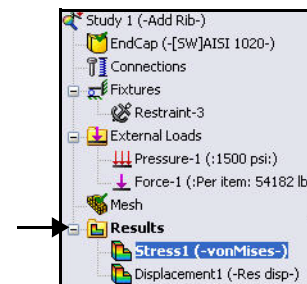 Study 1 (-Add Rib-)
EndCap (-[SW]AISI 1020-)
Connections
Fixtures
Restraint-3
External Loads
Pressure-1 (:1500 psi:)
Force-1 (:Per item: 54182 lb
Mesh
Results
Stress1 (-vonMises-)
Displacement1 (-Res disp-)